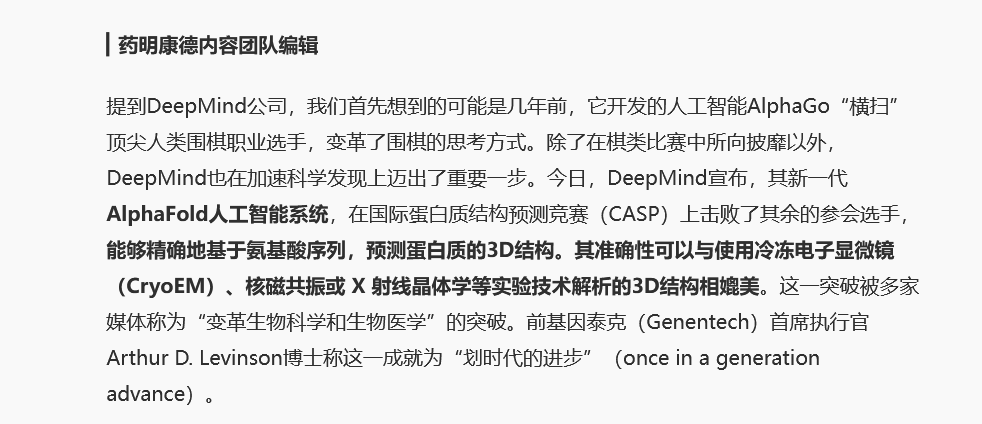 药明康德内容团队编辑
提到DeepMind公司，我们首先想到的可能是几年前，它开发的人工智能AlphaGo“横扫”
顶尖人类围棋职业选手，变革了围棋的思考方式。除了在棋类比赛中所向披靡以外，
DeepMind也在加速科学发现上迈出了重要一步。今日，DeepMind宣布，其新一代
AlphaFold人工智能系统，在国际蛋白质结构预测竞赛（CASP）上击败了其余的参会选手，
能够精确地基于氨基酸序列，预测蛋白质的3D结构。其准确性可以与使用冷冻电子显微镜
（CryoEM）、核磁共振或 X 射线晶体学等实验技术解析的3D结构相媲美。这一突破被多家
媒体称为“变革生物科学和生物医学”的突破。前基因泰克（Genentech）首席执行官
Arthur D. Levinson博士称这一成就为“划时代的进步”（once in a generation
advance）。